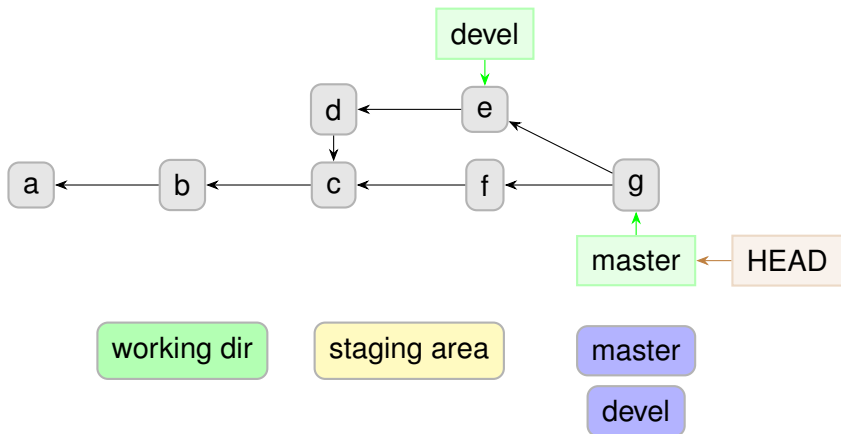 devel
d
e
a
b
c
f
g
master
HEAD
working dir
staging area
master
devel